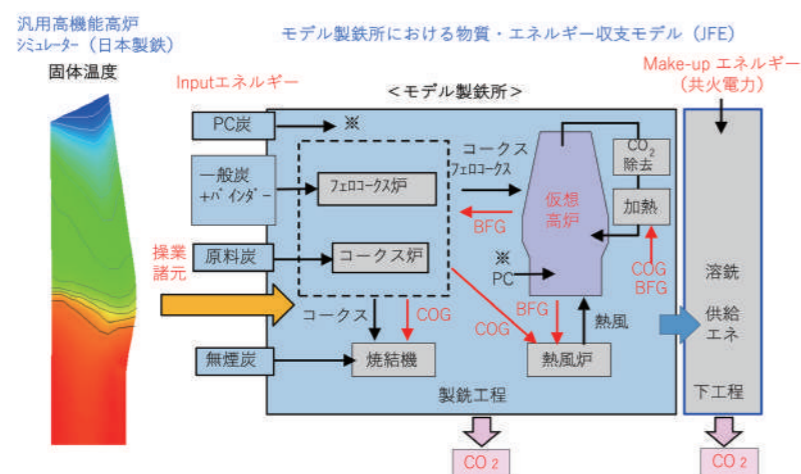 汎用高機能高炉
シミュレーター（日本製鉄）
固体温度
モデル製鉄所における物質・エネルギー収支モデル（JFE）
Inputエネルギー
Make-up エネルギー
（共火電力）
＜モデル製鉄所＞
PC炭
※
一般炭
+バインダー
原料炭
無煙炭
操業
諸元
フェロコークス炉
コークス炉
コークス
フェロコークス
BFG
仮想
高炉
CO2
除去
加熱
COG
BFG
※
PC
コークス
COG
COG
BFG
熱風
焼結機
熱風炉
製銑工程
溶銑
供給
エネ
下工程
CO2
CO2